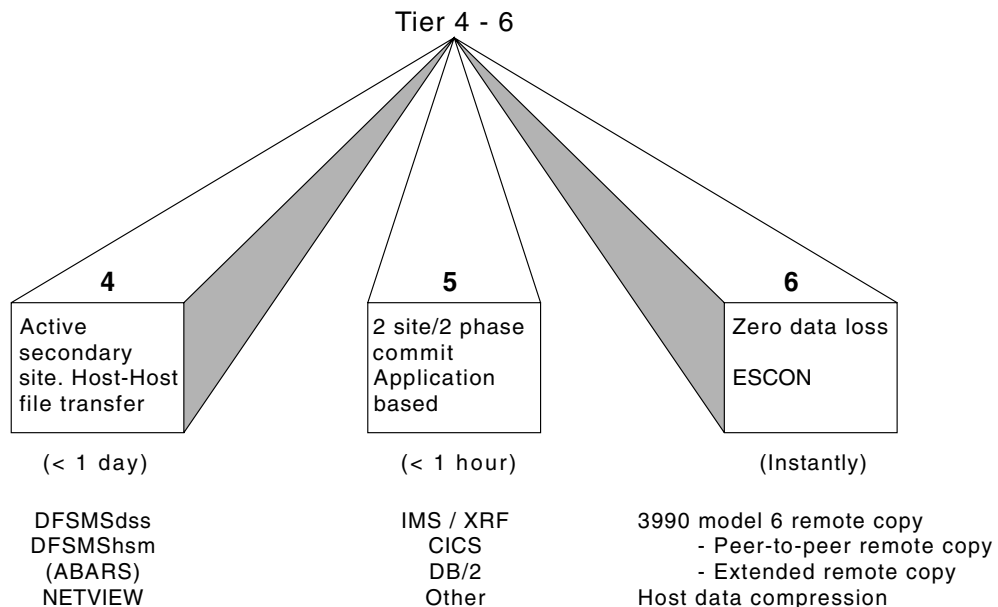 Tier 4 - 6
4
Active
secondary
site. Host-Host
file transfer
(< 1 day)
DFSMSdss
DFSMShsm
(ABARS)
NETVIEW
5
2 site/2 phase
commit
Application
based
(< 1 hour)
IMS / XRF
CICS
DB/2
Other
6
Zero data loss
ESCON
(Instantly)
3990 model 6 remote copy
- Peer-to-peer remote copy
- Extended remote copy
Host data compression